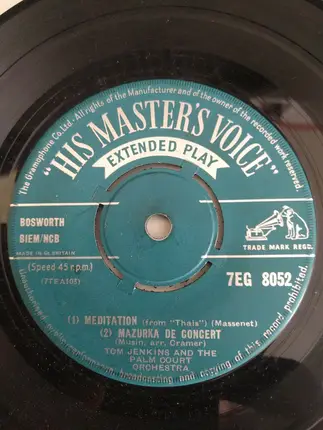 The Gramophone Co. Ltd. All rights of the Manufacturer and of the owner of the recorded work reserved.
"HIS MASTER'S VOICE"
EXTENDED PLAY
BOSWORTH
BIEM/NCB
MADE IN GT. BRITAIN
TRADE MARK REGD.
(Speed 45 r.p.m.)
7EG 8052
(1) MEDITATION (from "Thais") (Massenet)
(2) MAZURKA DE CONCERT
(Musin, arr. Cramer)
TOM JENKINS AND THE
PALM COURT
ORCHESTRA
Unauthorised public performance broadcasting and copying of this record